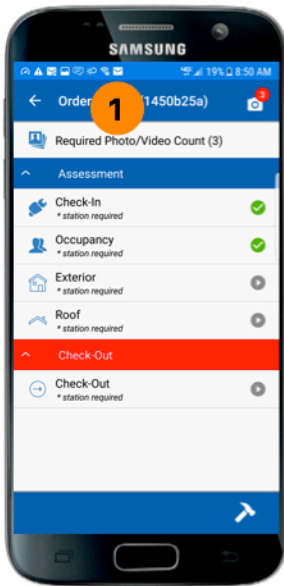 SAMSUNG
19% 8:50 AM
Order 1 1450b25a)
3
Required Photo/Video Count (3)
Assessment
Check-In
* station required
Occupancy
* station required
Exterior
* station required
Roof
* station required
Check-Out
Check-Out
* station required